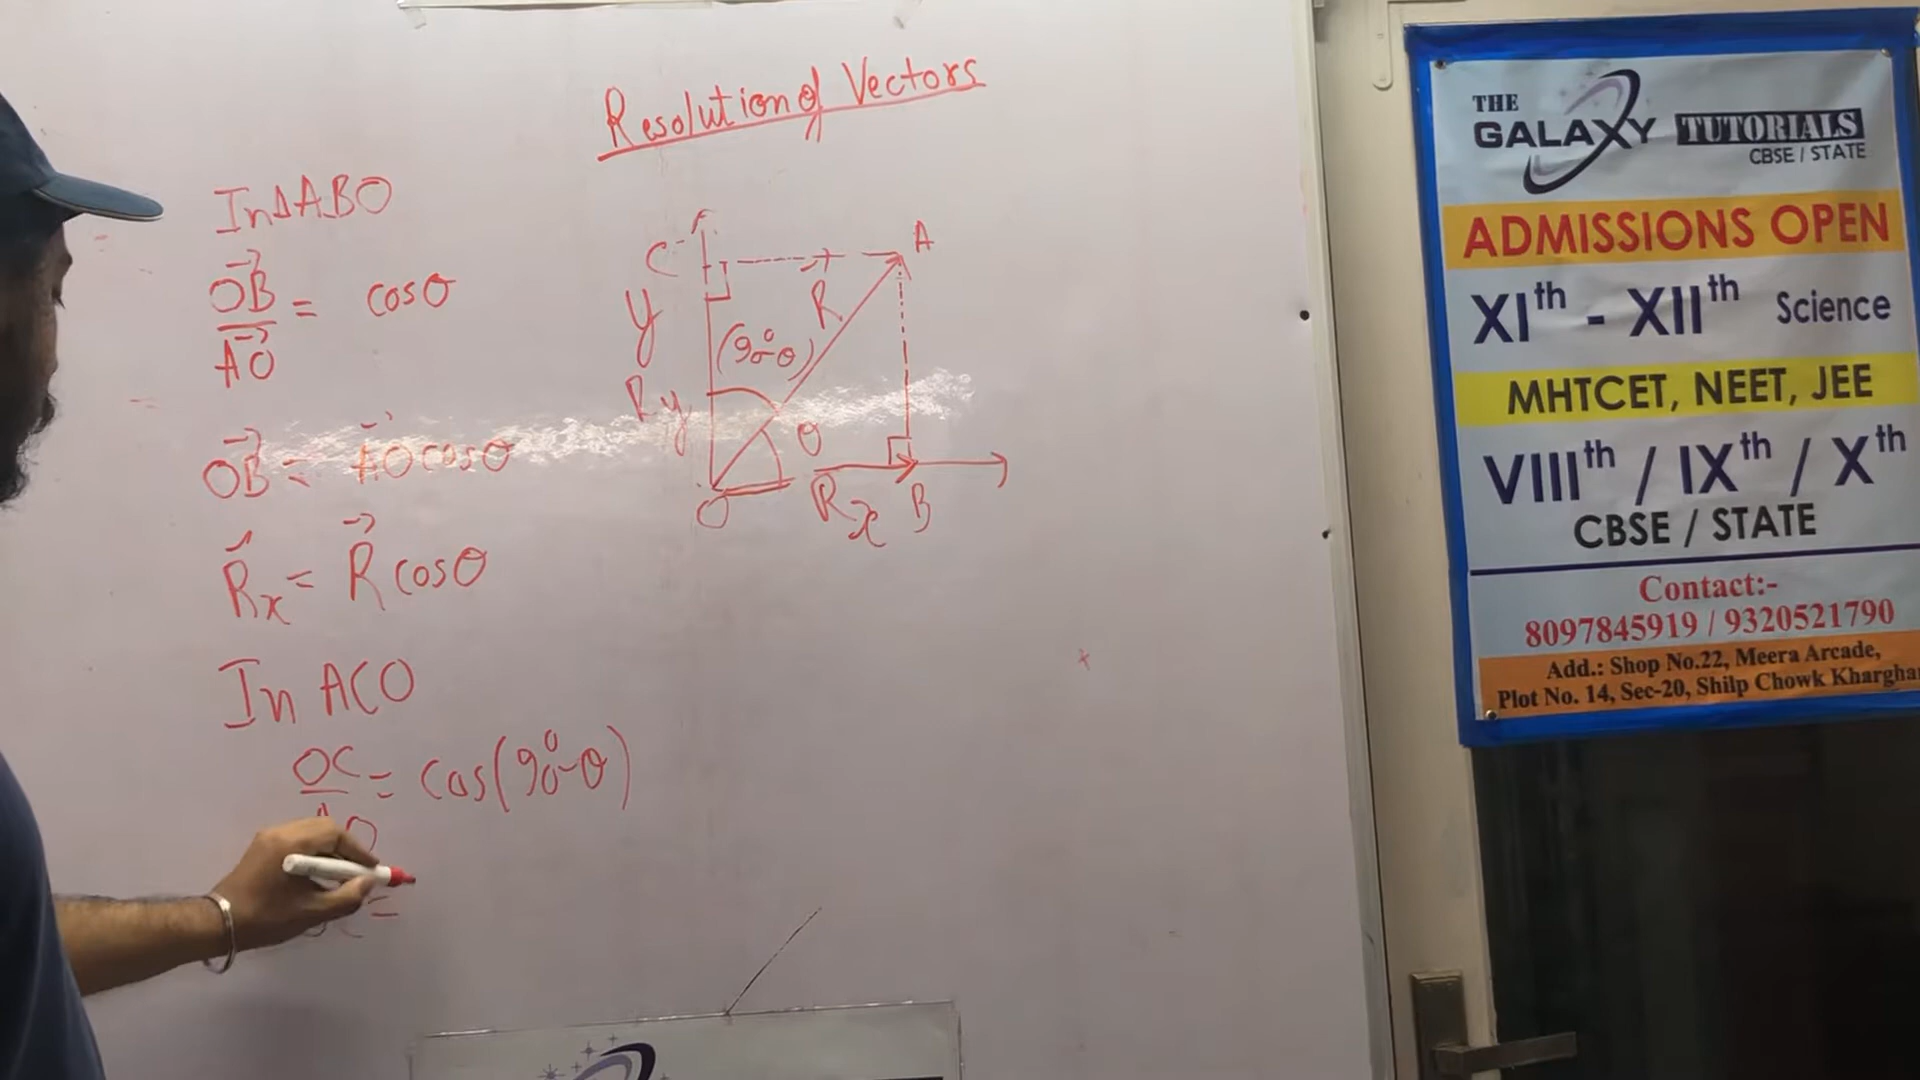 Resolution of Vectors
In ΔABO
OB/AO = cosθ
OB = AO cosθ
Rx = R cosθ
In ACO
OC/AO = cos(90°-θ)
=
C
A
y
R
(90°-θ)
Ry
θ
O
Rx
B
THE
GALAXY TUTORIALS
CBSE / STATE
ADMISSIONS OPEN
XIth - XIIth Science
MHTCET, NEET, JEE
VIIIth / IXth / Xth
CBSE / STATE
Contact:-
8097845919 / 9320521790
Add.: Shop No.22, Meera Arcade,
Plot No. 14, Sec-20, Shilp Chowk